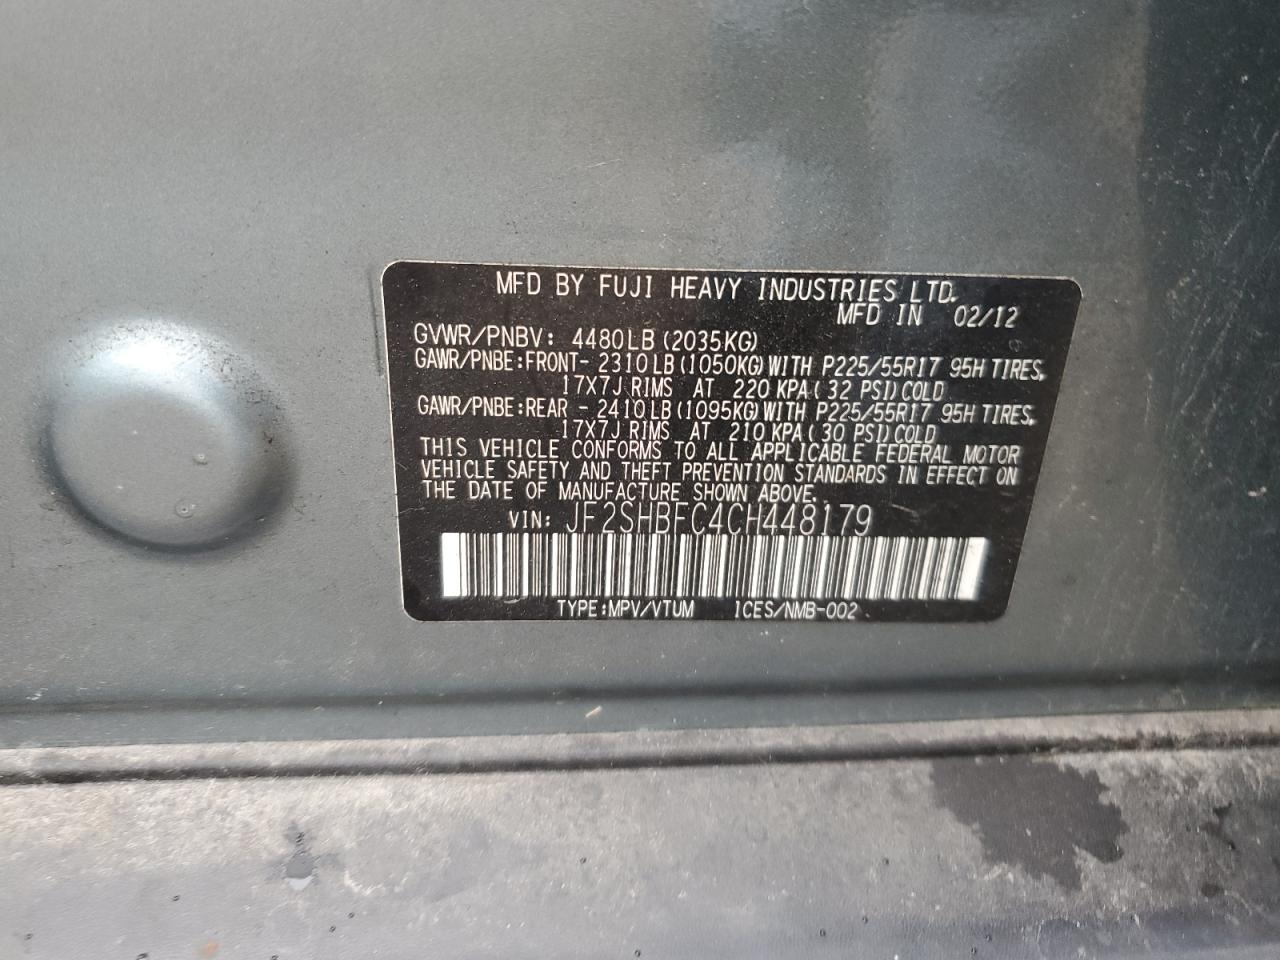 MFD BY FUJI HEAVY INDUSTRIES LTD.
MFD IN 02/12
GVWR/PNBV: 4480LB (2035KG)
GAWR/PNBE:FRONT- 2310LB (1050KG) WITH P225/55R17 95H TIRES,
17X7J RIMS AT 220 KPA( 32 PSI) COLD
GAWR/PNBE:REAR - 2410LB (1095KG) WITH P225/55R17 95H TIRES,
17X7J RIMS AT 210 KPA( 30 PSI) COLD
THIS VEHICLE CONFORMS TO ALL APPLICABLE FEDERAL MOTOR
VEHICLE SAFETY AND THEFT PREVENTION STANDARDS IN EFFECT ON
THE DATE OF MANUFACTURE SHOWN ABOVE.
VIN: JF2SHBFC4CH448179
TYPE:MPV/VTUM ICES/NMB-002